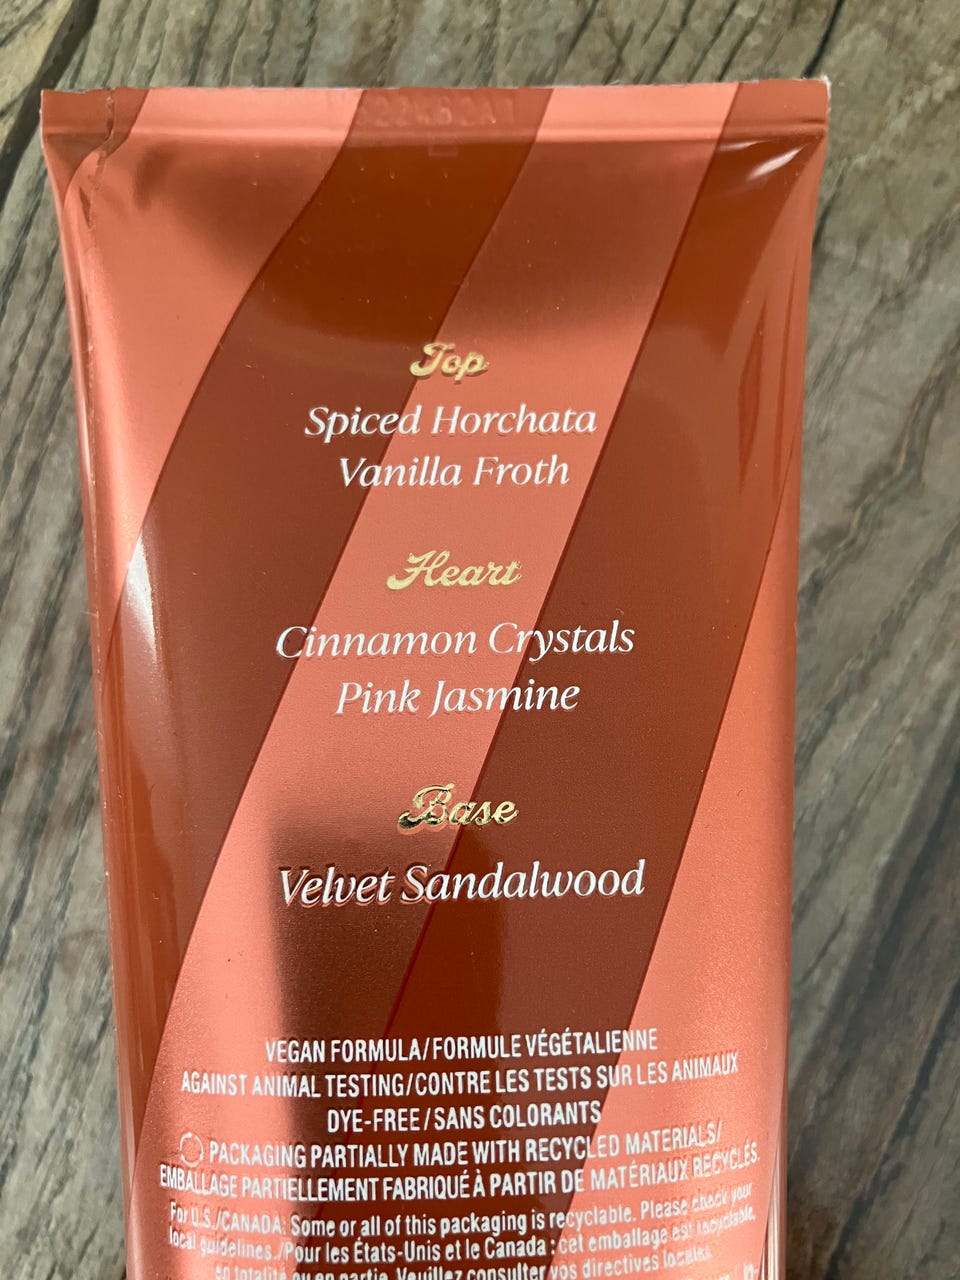 Top
Spiced Horchata
Vanilla Froth
Heart
Cinnamon Crystals
Pink Jasmine
Base
Velvet Sandalwood
VEGAN FORMULA/FORMULE VÉGÉTALIENNE
AGAINST ANIMAL TESTING/CONTRE LES TESTS SUR LES ANIMAUX
DYE-FREE/SANS COLORANTS
PACKAGING PARTIALLY MADE WITH RECYCLED MATERIALS/
EMBALLAGE PARTIELLEMENT FABRIQUÉ À PARTIR DE MATÉRIAUX RECYCLÉS.
For U.S./CANADA: Some or all of this packaging is recyclable. Please check your
local guidelines./Pour les États-Unis et le Canada : cet emballage est recyclable,
en totalité ou en partie. Veuillez consulter vos directives locales.